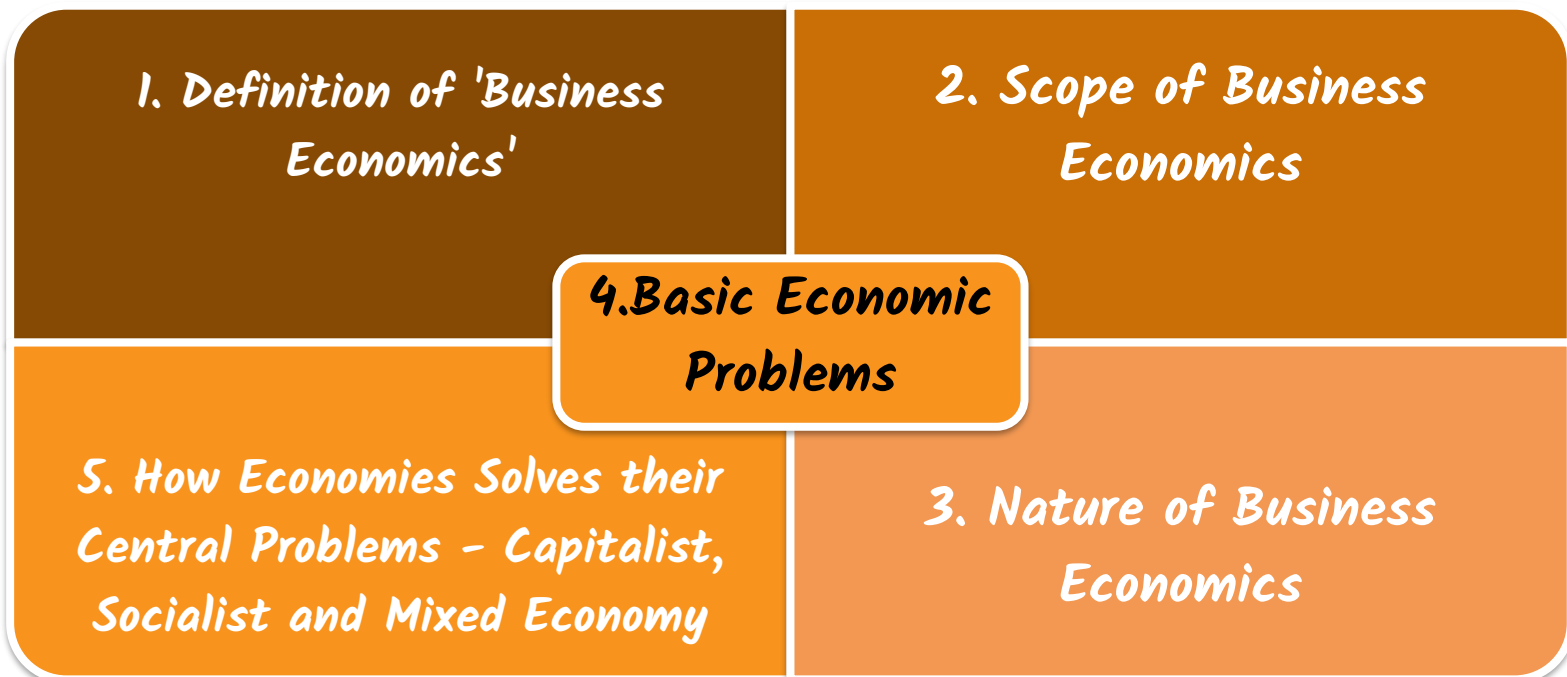 1. Definition of 'Business
Economics'
2. Scope of Business
Economics
4.Basic Economic
Problems
5. How Economies Solves their
Central Problems - Capitalist,
Socialist and Mixed Economy
3. Nature of Business
Economics